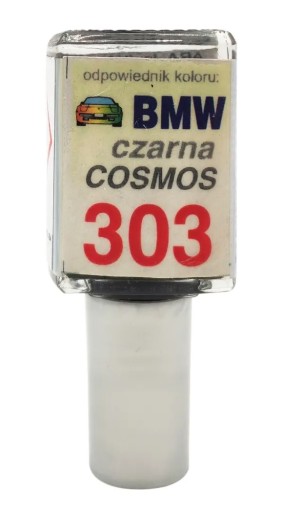 odpowiednik koloru:
BMW
czarna
COSMOS
303